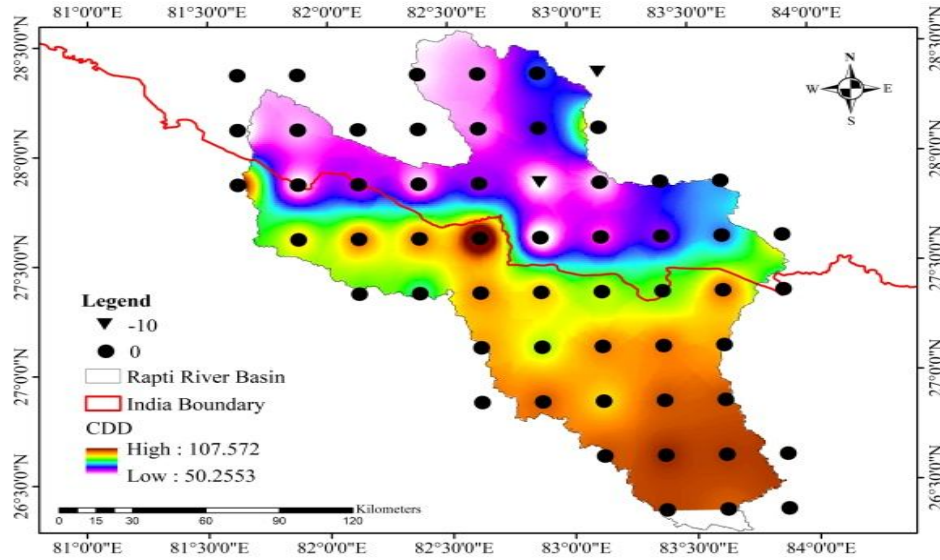 81°0'0"E 81°30'0"E 82°0'0"E 82°30'0"E 83°0'0"E 83°30'0"E 84°0'0"E
28°30'0"N 28°30'0"N
28°0'0"N 28°0'0"N
27°30'0"N 27°30'0"N
27°0'0"N 27°0'0"N
26°30'0"N 26°30'0"N
N
W E
S
Legend
-10
0
Rapti River Basin
India Boundary
CDD
High : 107.572
Low : 50.2553
Kilometers
0 15 30 60 90 120
81°0'0"E 81°30'0"E 82°0'0"E 82°30'0"E 83°0'0"E 83°30'0"E 84°0'0"E